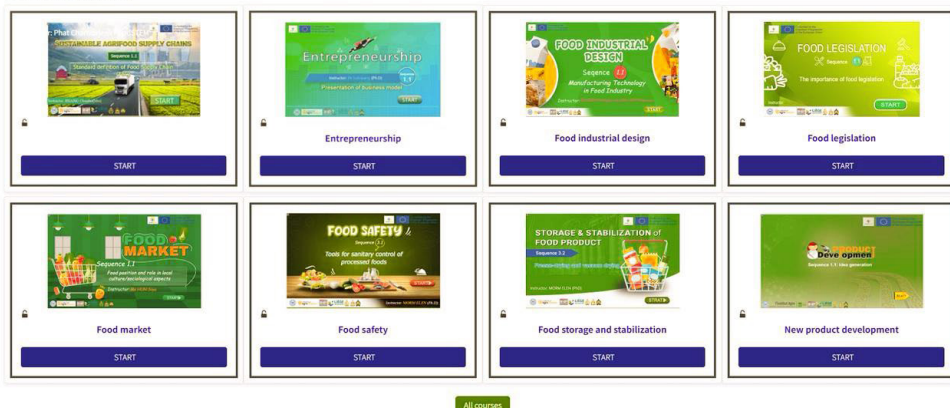 SUSTAINABLE AGRIFOOD SUPPLY CHAINS
Sequence 1.1
Standard definition of Food Supply Chain
START
START
Entrepreneurship
Presentation of business model
START
Entrepreneurship
START
FOOD INDUSTRIAL
DESIGN
Seqence 1.1
Manufacturing Technology
in Food Industry
START
Food industrial design
START
FOOD LEGISLATION
Sequence 1.1
The importance of food legislation
START
Food legislation
START
FOOD
MARKET
Sequence 1.1
Food position and role in local
culture/sociological aspects
START
Food market
START
FOOD SAFETY
Sequence 3.1
Tools for sanitary control of
processed foods
START
Food safety
START
STORAGE & STABILIZATION of
FOOD PRODUCT
Sequence 3.2
Food storage and stabilization
START
PRODUCT
Deve opmen
Sequence 1.1: Idea generation
New product development
START
All courses